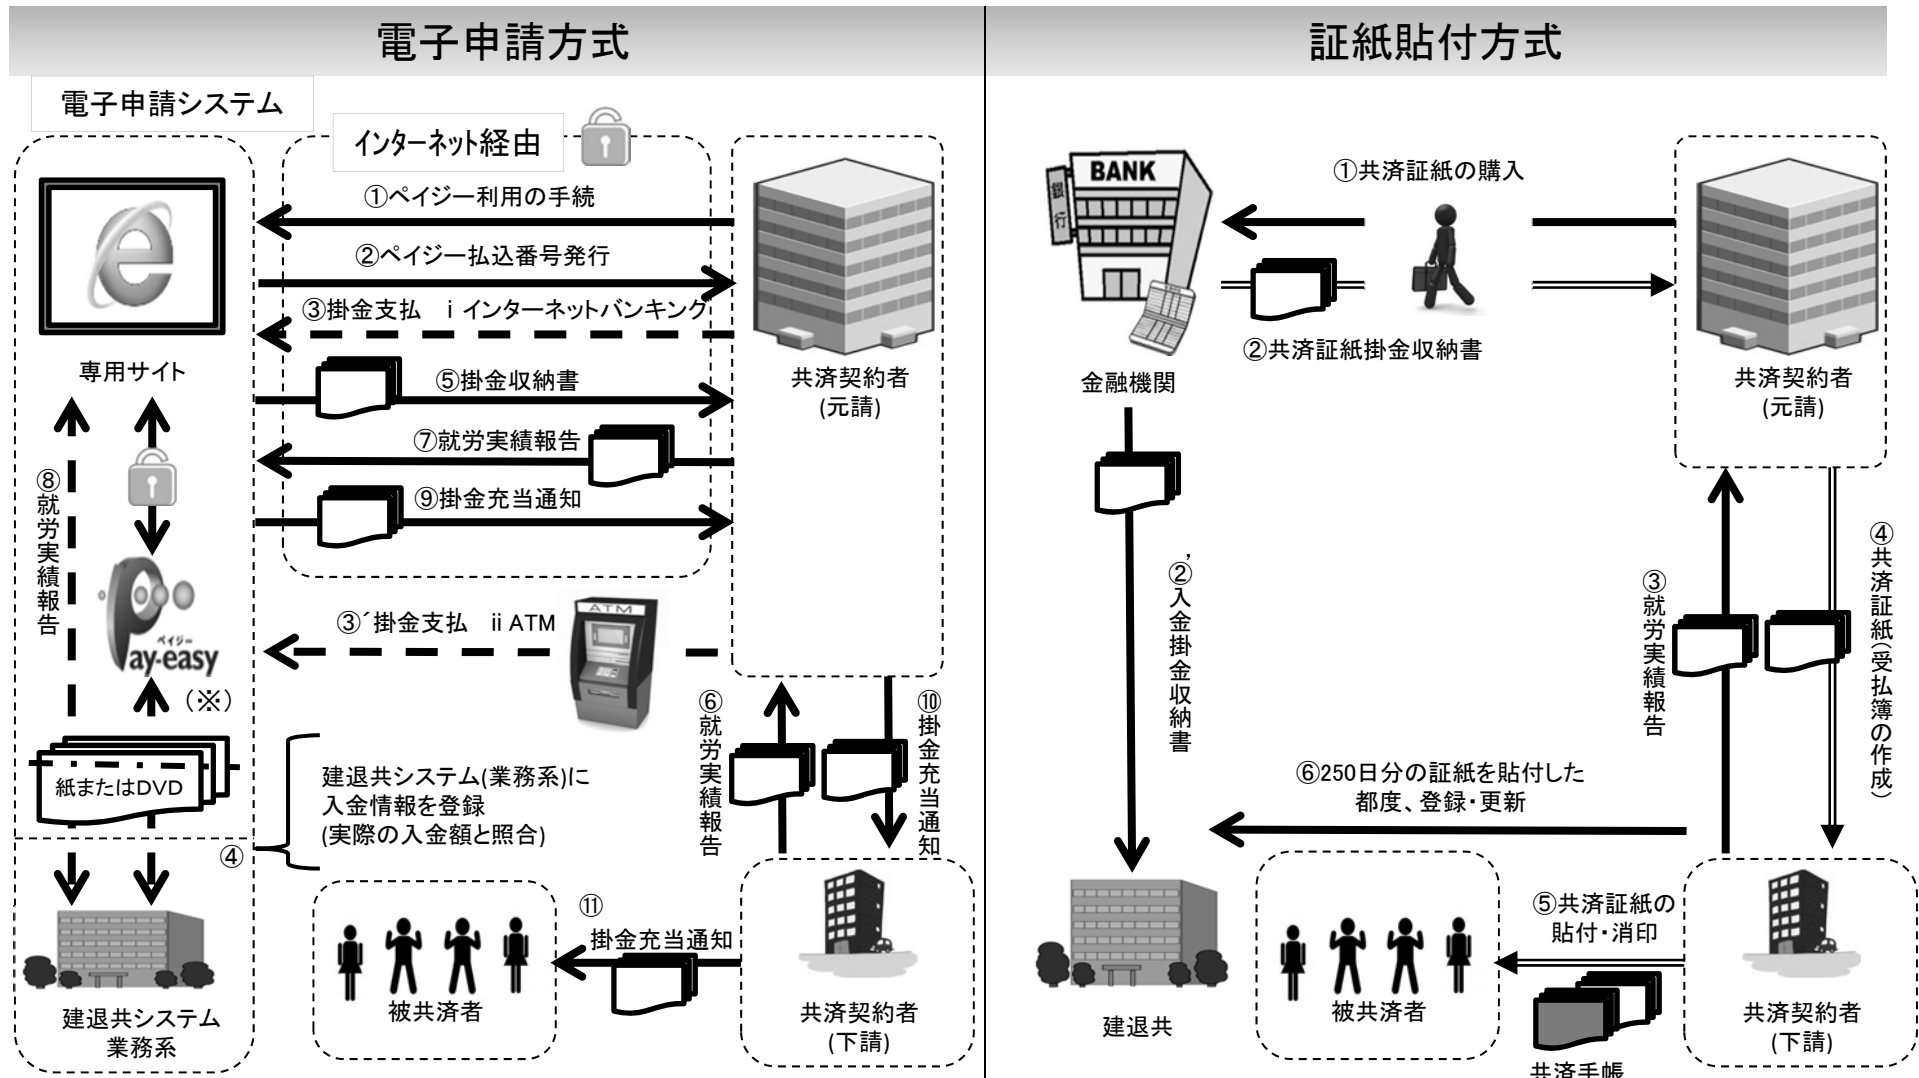 電子申請方式
電子申請システム
インターネット経由
①ペイジー利用の手続
②ペイジー払込番号発行
③掛金支払 ⅰ インターネットバンキング
専用サイト
⑤掛金収納書
共済契約者
(元請)
⑦就労実績報告
⑧就労実績報告
⑨掛金充当通知
ペイジー
Pay-easy
(※)
③´掛金支払 ⅱ ATM
ATM
⑥就労実績報告
⑩掛金充当通知
紙またはDVD
建退共システム(業務系)に
入金情報を登録
(実際の入金額と照合)
④
⑪
掛金充当通知
被共済者
共済契約者
(下請)
建退共システム
業務系
証紙貼付方式
BANK
銀行
①共済証紙の購入
②共済証紙掛金収納書
金融機関
共済契約者
(元請)
②´入金掛金収納書
③就労実績報告
④共済証紙(受払簿の作成)
⑥250日分の証紙を貼付した
都度、登録・更新
⑤共済証紙の
貼付・消印
建退共
被共済者
共済契約者
(下請)
共済手帳